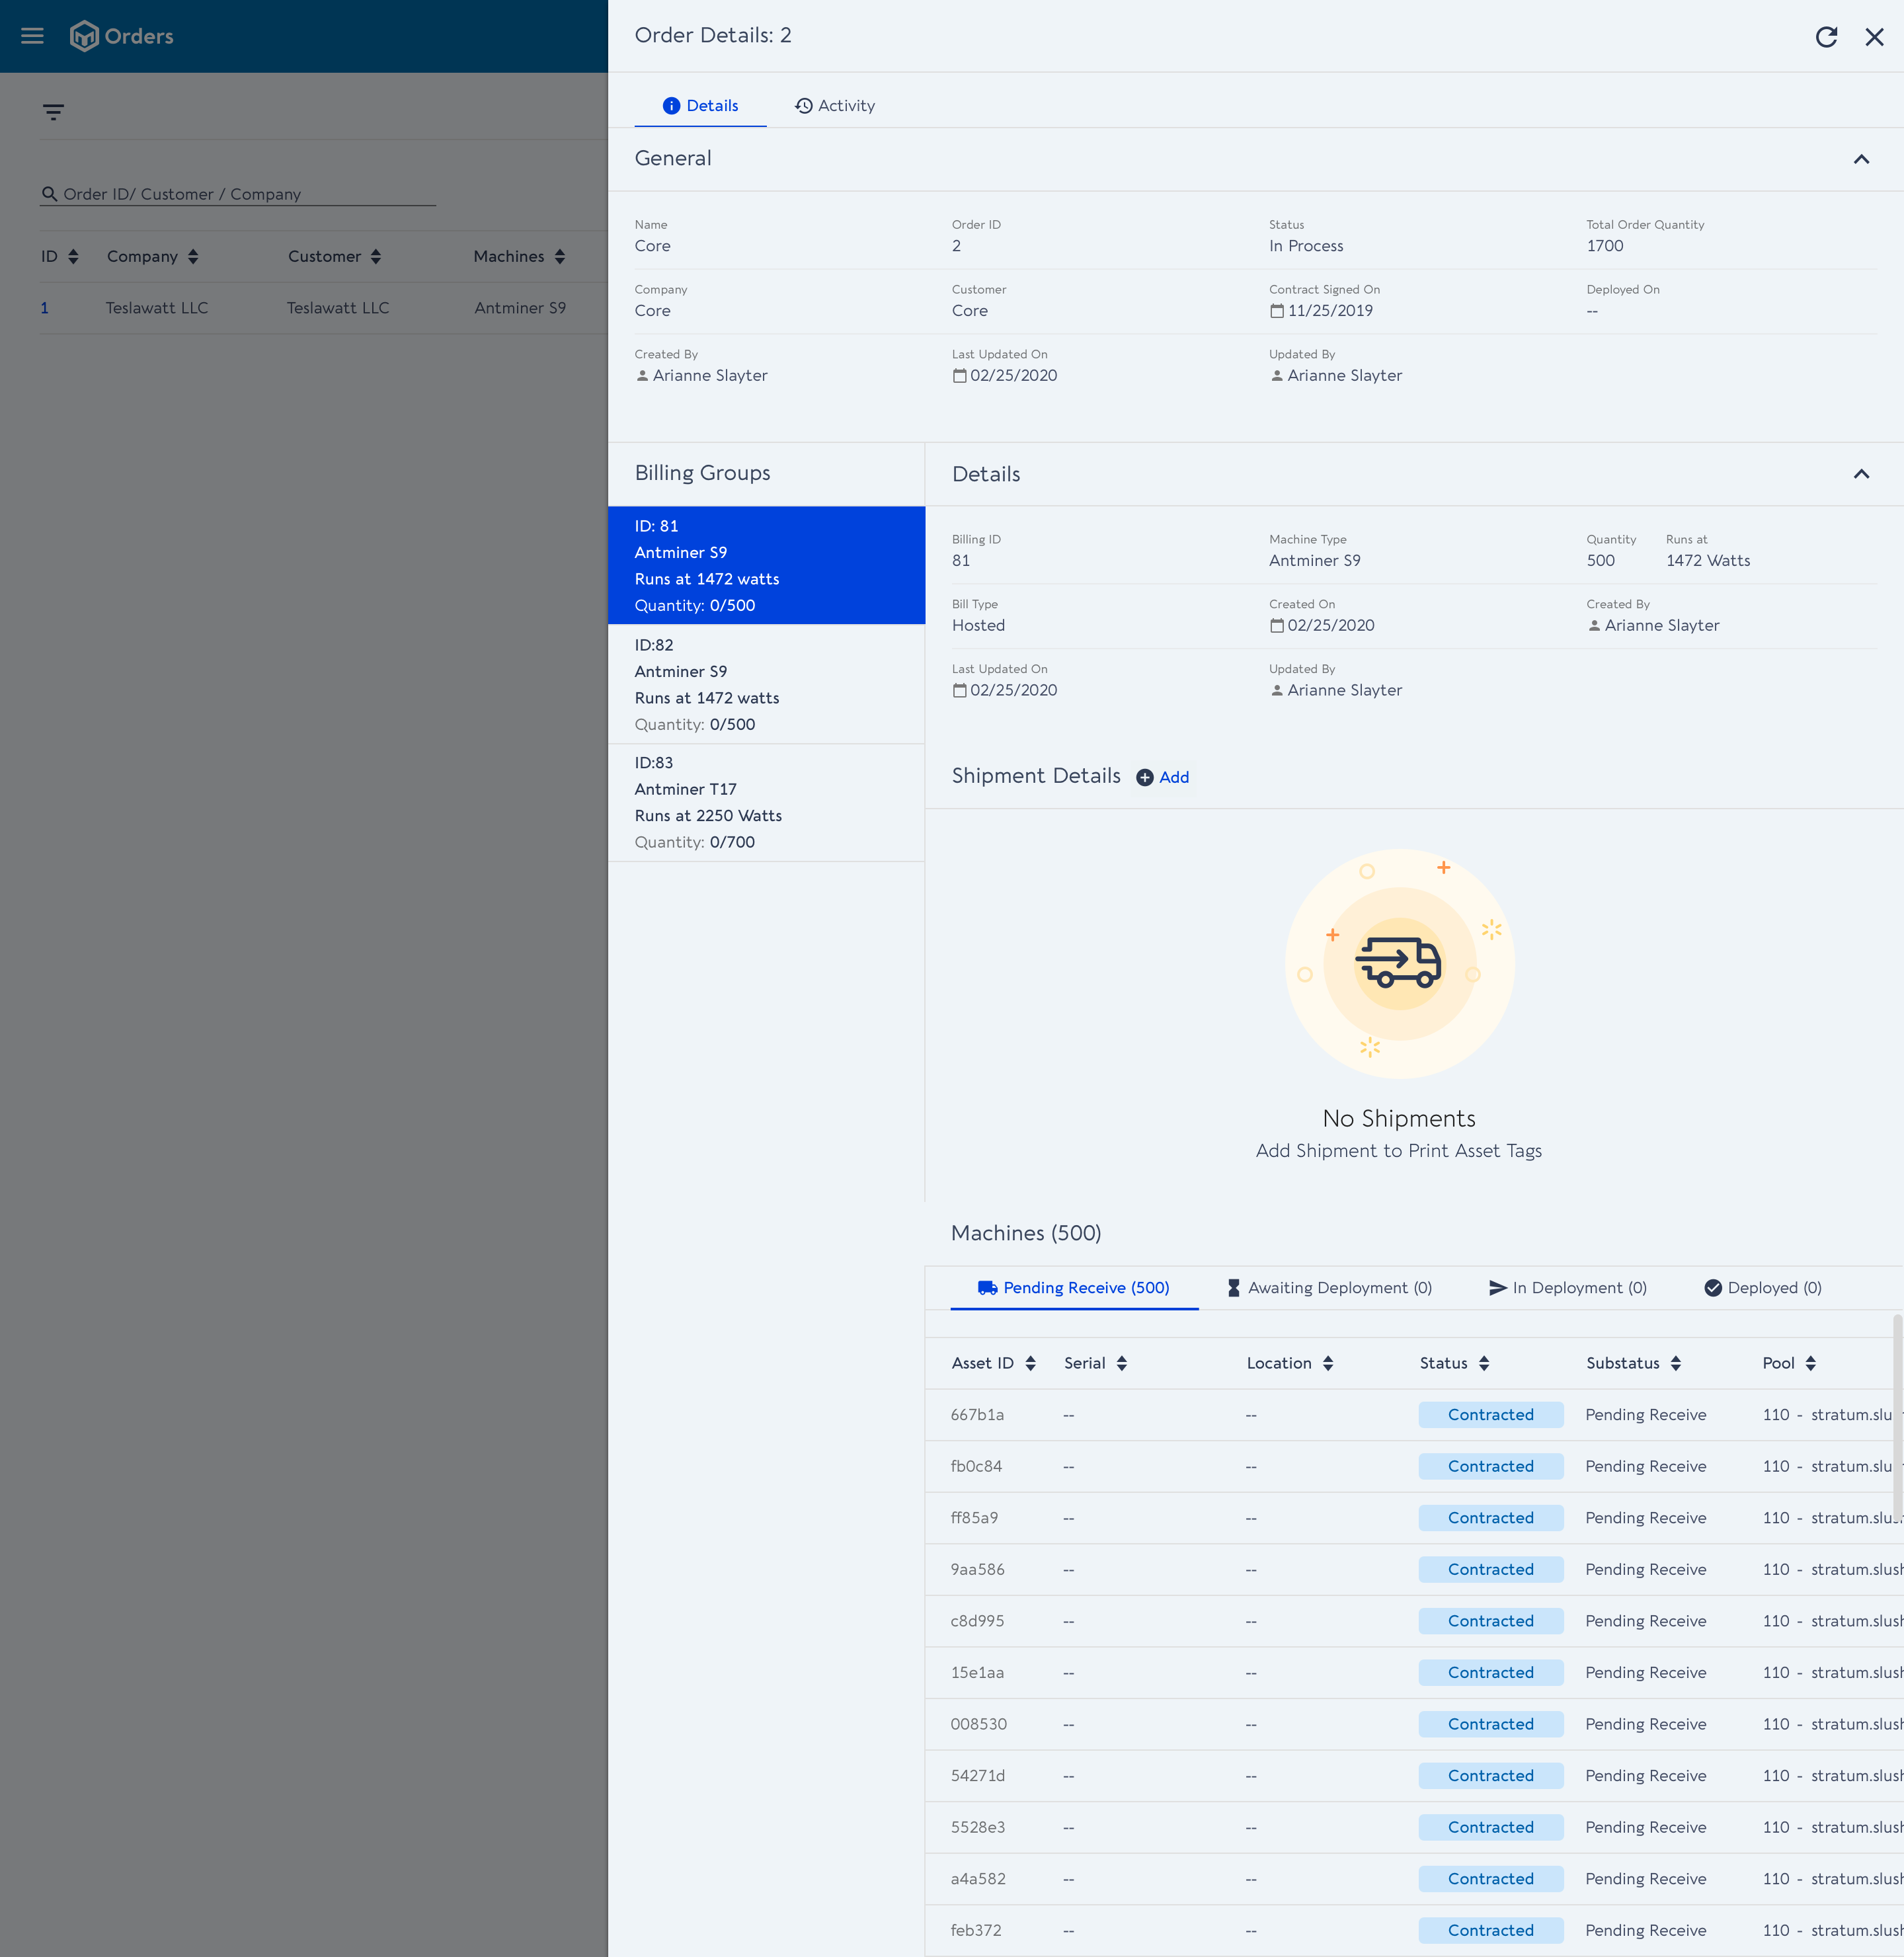 Orders
Order ID/ Customer / Company
ID Company Customer Machines
1 Teslawatt LLC Teslawatt LLC Antminer S9
Order Details: 2
Details Activity
General
Name Order ID Status Total Order Quantity
Core 2 In Process 1700
Company Customer Contract Signed On Deployed On
Core Core 11/25/2019 --
Created By Last Updated On Updated By
Arianne Slayter 02/25/2020 Arianne Slayter
Billing Groups
ID: 81
Antminer S9
Runs at 1472 watts
Quantity: 0/500
ID:82
Antminer S9
Runs at 1472 watts
Quantity: 0/500
ID:83
Antminer T17
Runs at 2250 Watts
Quantity: 0/700
Details
Billing ID Machine Type Quantity Runs at
81 Antminer S9 500 1472 Watts
Bill Type Created On Created By
Hosted 02/25/2020 Arianne Slayter
Last Updated On Updated By
02/25/2020 Arianne Slayter
Shipment Details Add
No Shipments
Add Shipment to Print Asset Tags
Machines (500)
Pending Receive (500) Awaiting Deployment (0) In Deployment (0) Deployed (0)
Asset ID Serial Location Status Substatus Pool
667b1a -- -- Contracted Pending Receive 110 - stratum.slu
fb0c84 -- -- Contracted Pending Receive 110 - stratum.slu
ff85a9 -- -- Contracted Pending Receive 110 - stratum.slus
9aa586 -- -- Contracted Pending Receive 110 - stratum.slush
c8d995 -- -- Contracted Pending Receive 110 - stratum.slush
15e1aa -- -- Contracted Pending Receive 110 - stratum.slush
008530 -- -- Contracted Pending Receive 110 - stratum.slush
54271d -- -- Contracted Pending Receive 110 - stratum.slush
5528e3 -- -- Contracted Pending Receive 110 - stratum.slush
a4a582 -- -- Contracted Pending Receive 110 - stratum.slush
feb372 -- -- Contracted Pending Receive 110 - stratum.slush